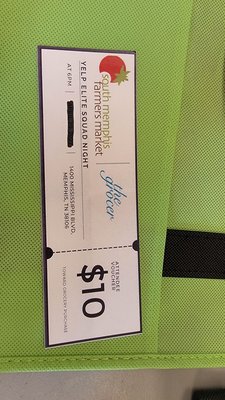 south memphis
farmers market
the
grocer
YELP ELITE SQUAD NIGHT
AT 6PM
1400 MISSISSIPPI BLVD.
MEMPHIS, TN 38106
ATTENDEE
VOUCHER
$10
TOWARD GROCERY PURCHASE